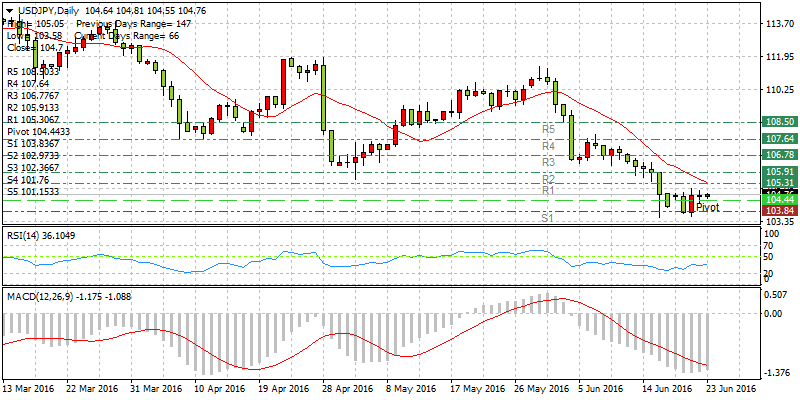 USDJPY,Daily 104.64 104.81 104.55 104.76
High= 105.05 Previous Days Range= 147
Low= 103.58 Current Days Range= 66
Close= 104.7
R5 108.5033
R4 107.64
R3 106.7767
R2 105.9133
R1 105.3067
Pivot 104.4433
S1 103.8367
S2 102.9733
S3 102.3667
S4 101.76
S5 101.1533
R5
R4
R3
R2
R1
Pivot
S1
113.70
111.95
110.25
108.50
107.64
106.78
105.91
105.31
104.76
104.44
103.84
103.35
RSI(14) 36.1049
100
70
50
20
0
MACD(12,26,9) -1.175 -1.088
0.507
0.00
-1.376
13 Mar 2016
22 Mar 2016
31 Mar 2016
10 Apr 2016
19 Apr 2016
28 Apr 2016
8 May 2016
17 May 2016
26 May 2016
5 Jun 2016
14 Jun 2016
23 Jun 2016